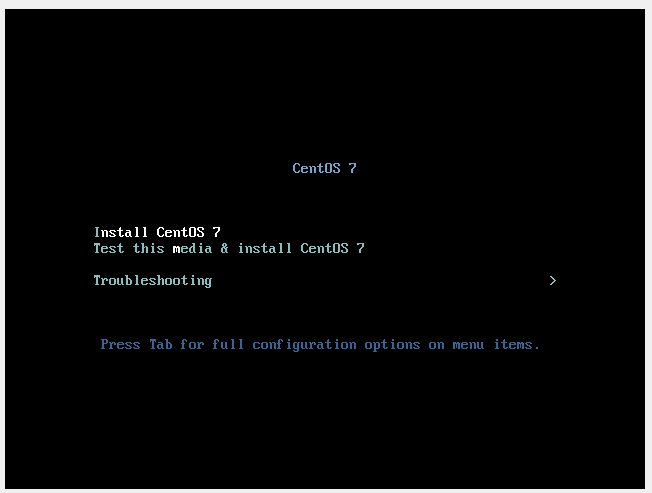 CentOS 7
Install CentOS 7
Test this media & install CentOS 7
Troubleshooting >
Press Tab for full configuration options on menu items.